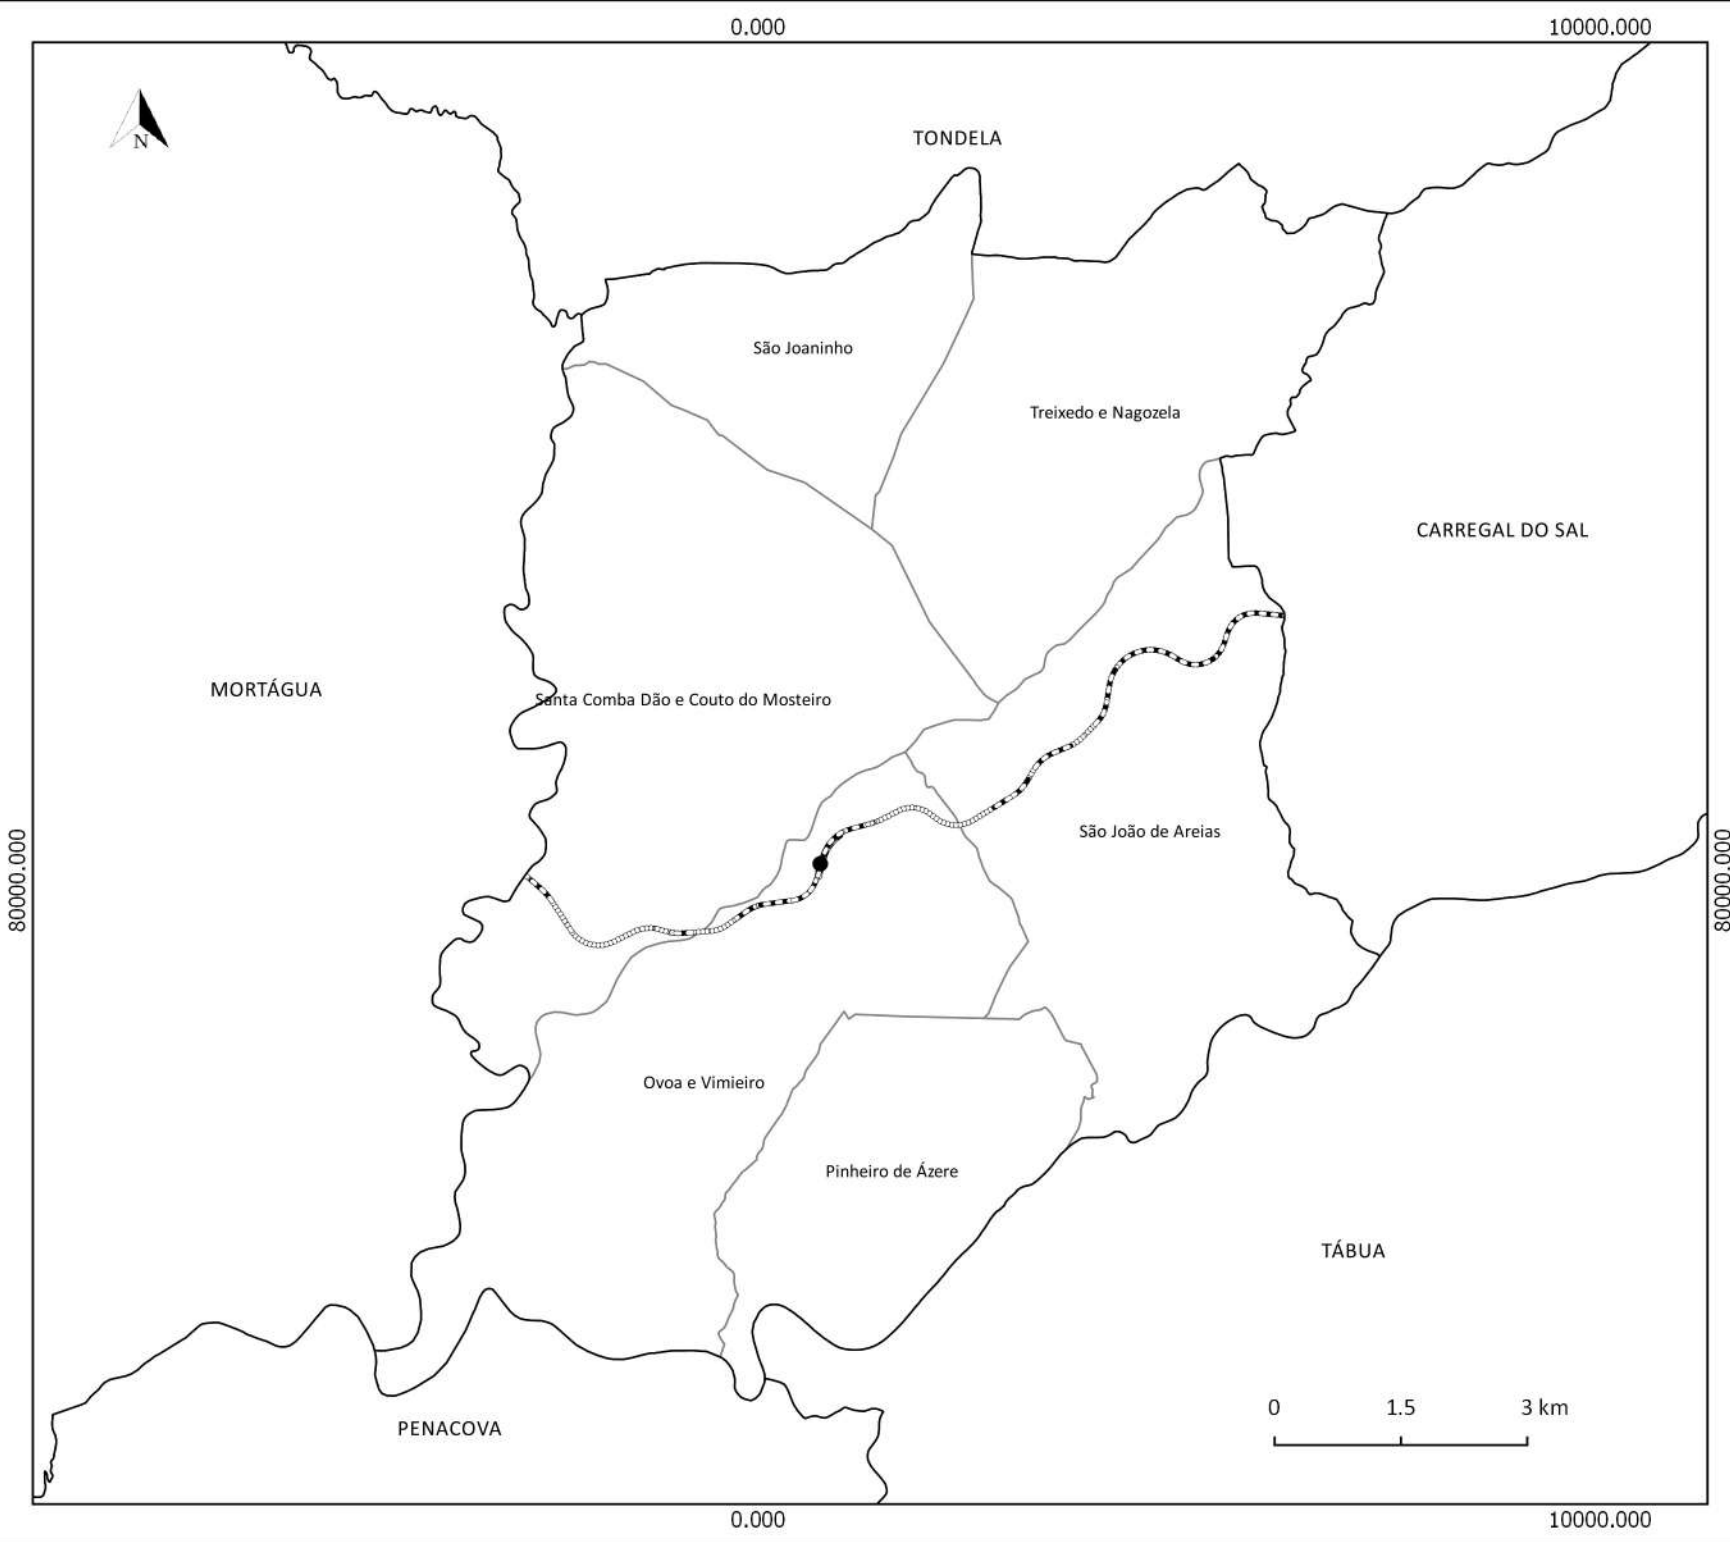 0.000
10000.000
N
TONDELA
São Joaninho
Treixedo e Nagozela
CARREGAL DO SAL
MORTÁGUA
Santa Comba Dão e Couto do Mosteiro
São João de Areias
80000.000
80000.000
Ovoa e Vimieiro
Pinheiro de Ázere
TÁBUA
0
1.5
3 km
PENACOVA
0.000
10000.000